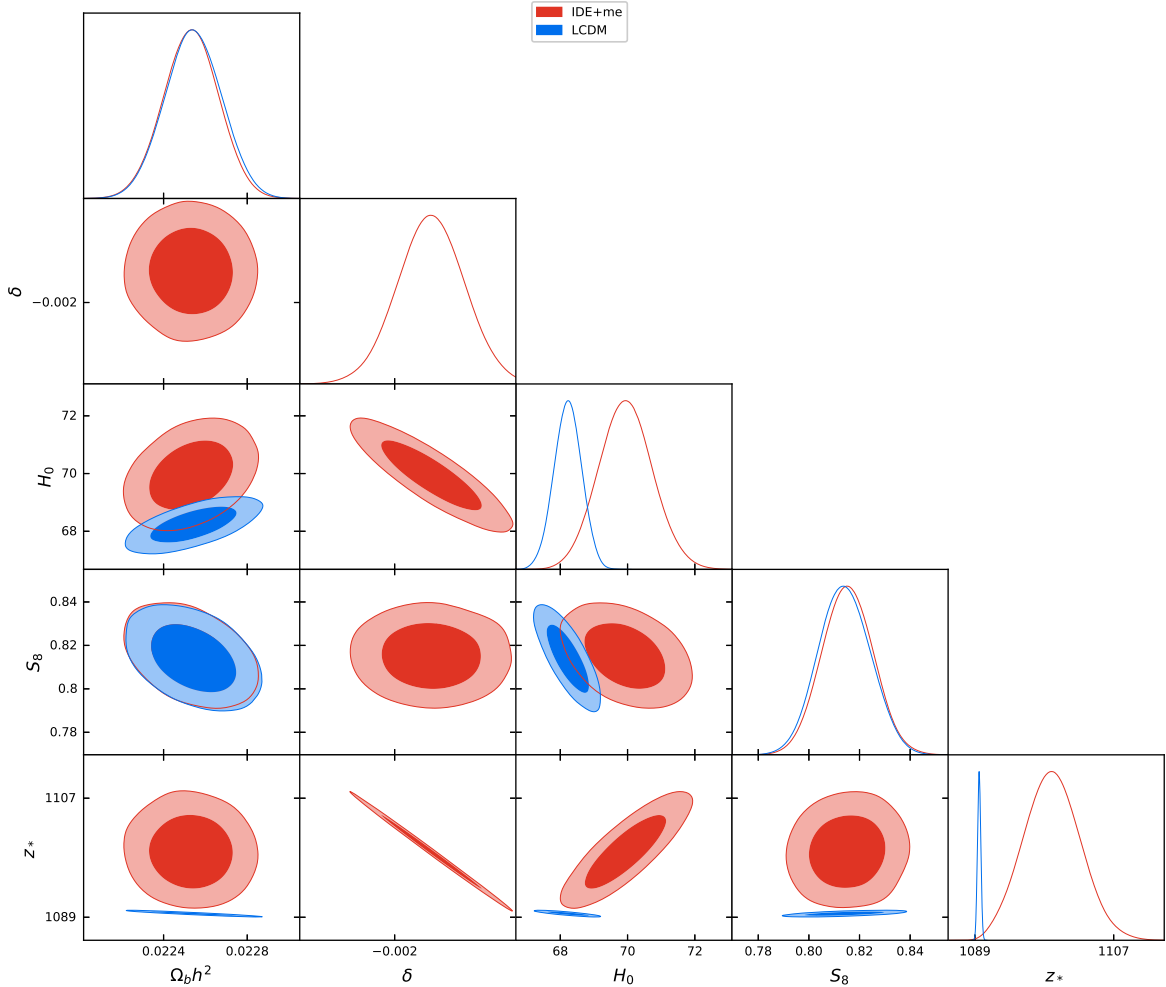 IDE+me
LCDM
δ
−0.002
72
70
68
H₀
0.84
0.82
0.8
0.78
S₈
1107
1089
z*
0.0224 0.0228
−0.002
68 70 72
0.78 0.80 0.82 0.84
1089 1107
Ω_b h² δ H₀ S₈ z*